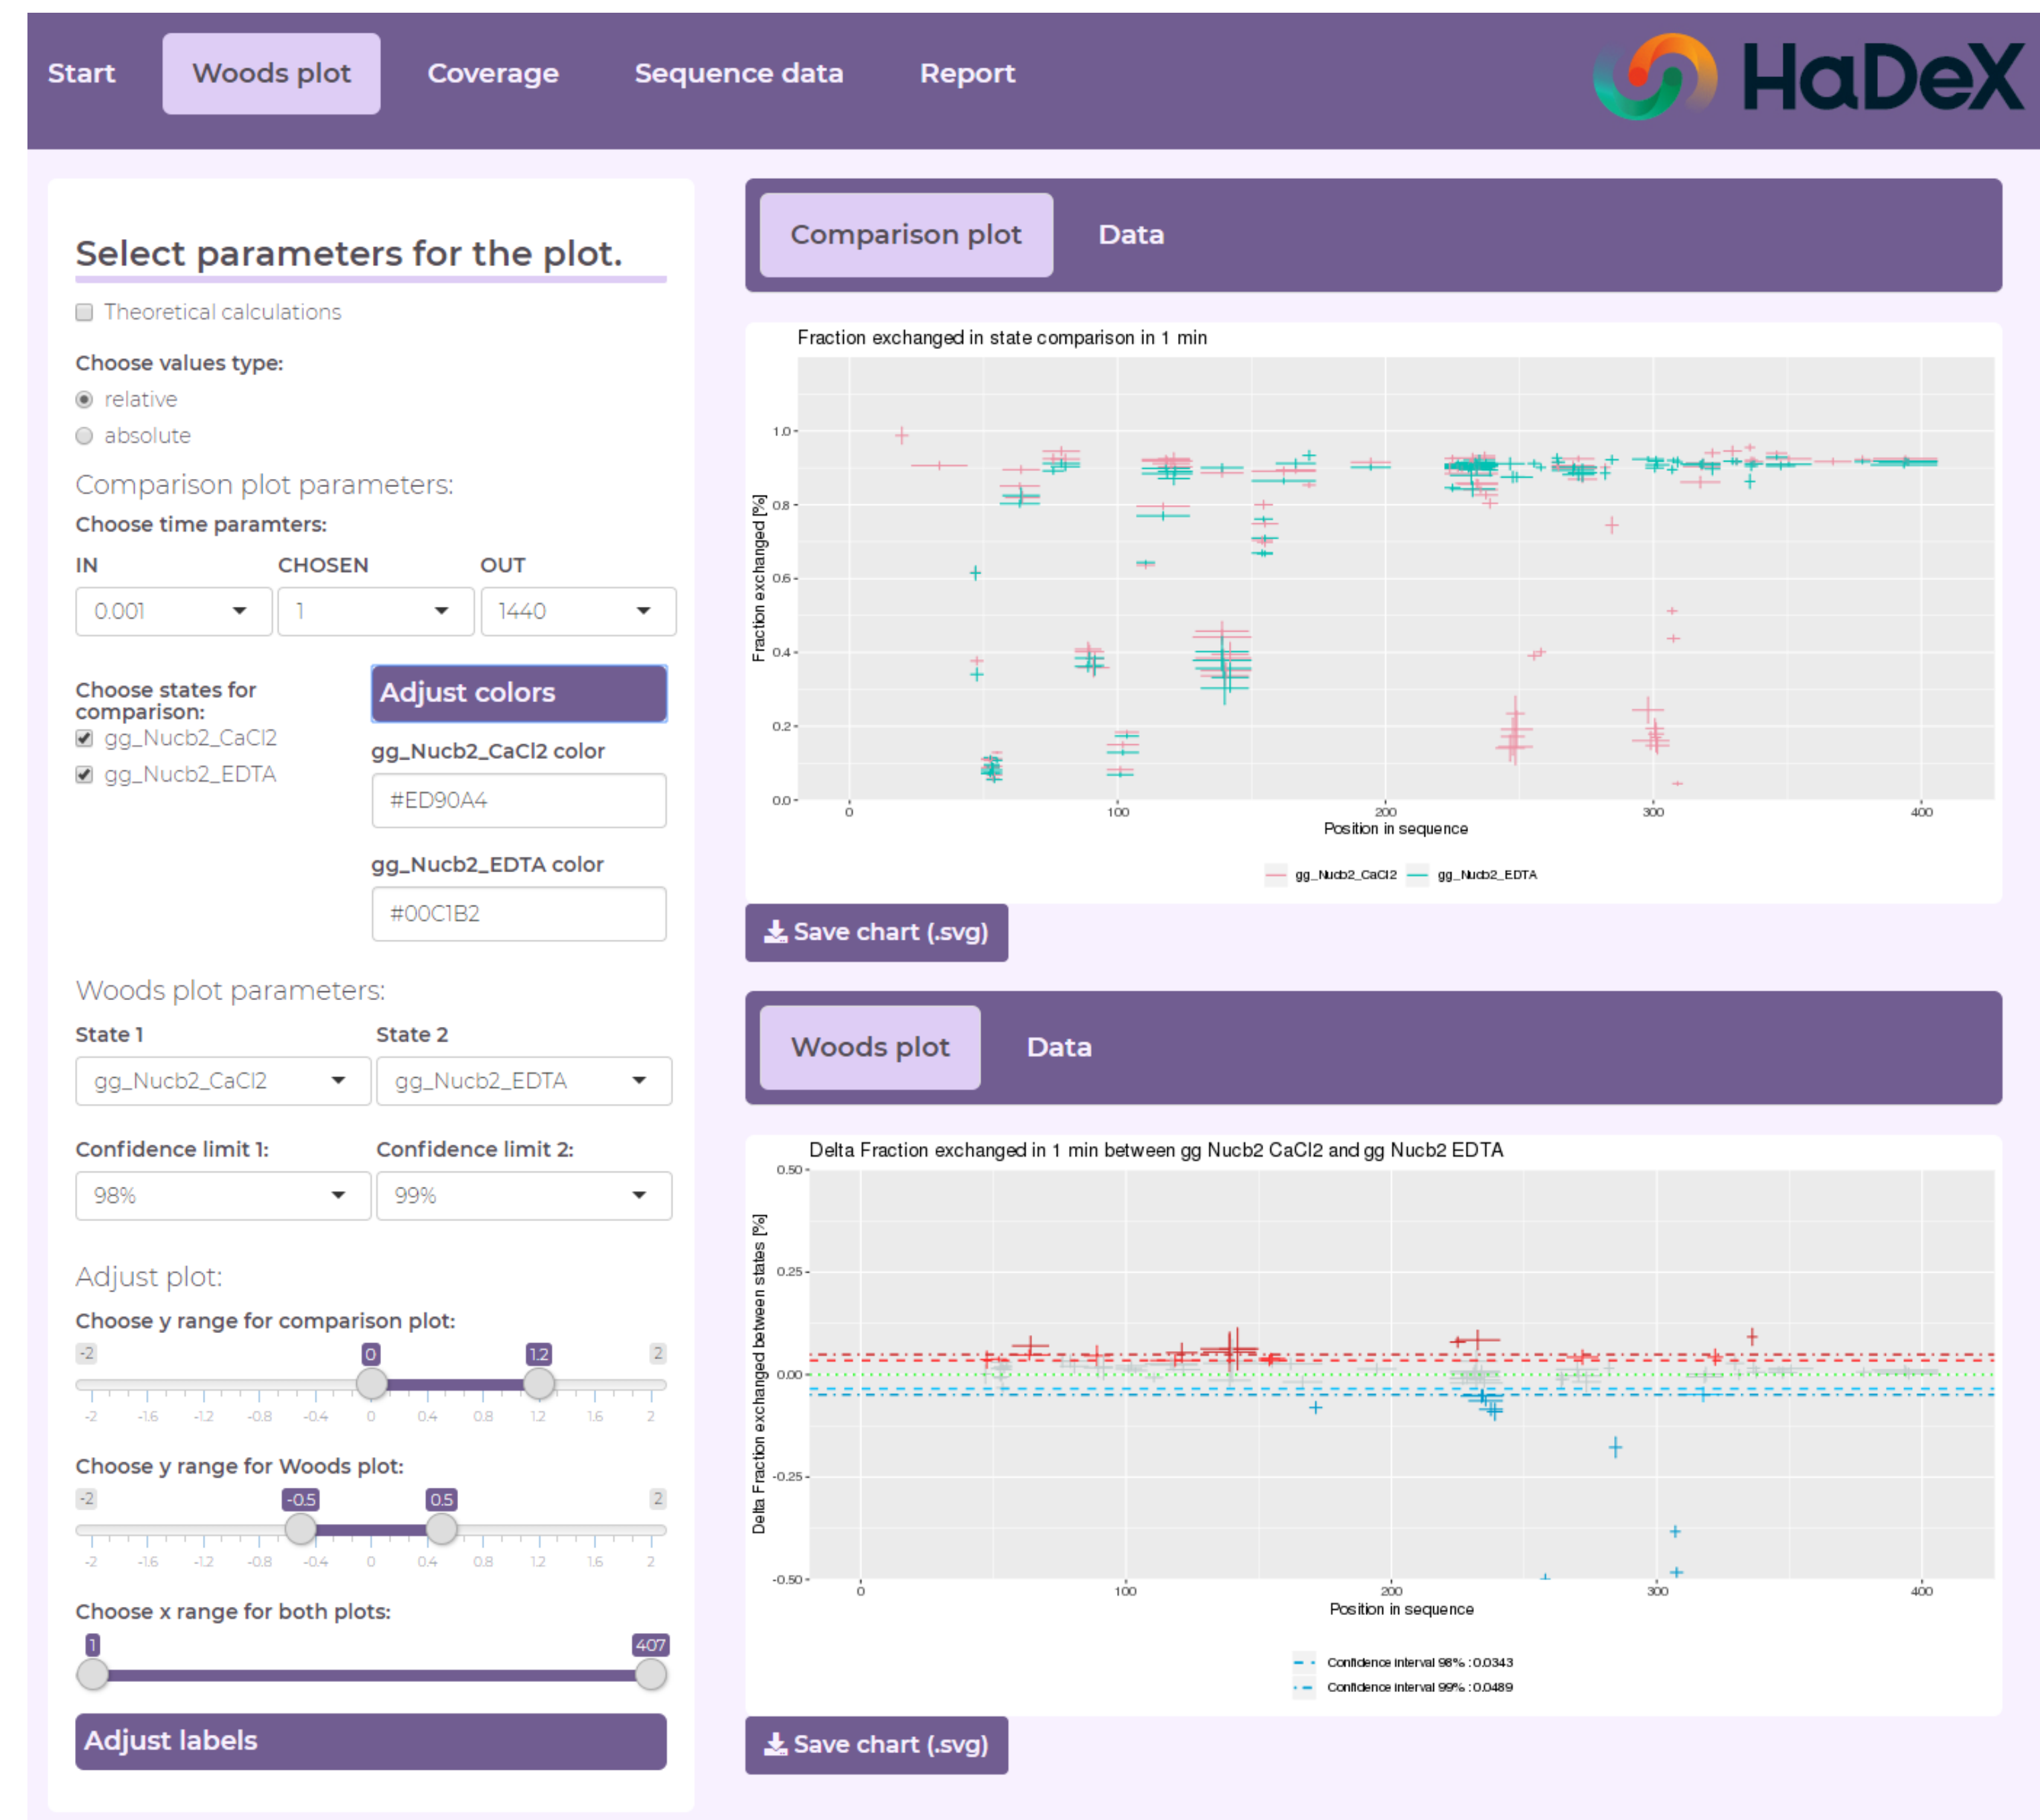 Start Woods plot Coverage Sequence data Report HaDeX
Select parameters for the plot.
Theoretical calculations
Choose values type:
relative
absolute
Comparison plot parameters:
Choose time paramters:
IN CHOSEN OUT
0.001 1 1440
Choose states for
comparison:
gg_Nucb2_CaCl2
gg_Nucb2_EDTA
Adjust colors
gg_Nucb2_CaCl2 color
#ED90A4
gg_Nucb2_EDTA color
#00C1B2
Woods plot parameters:
State 1 State 2
gg_Nucb2_CaCl2 gg_Nucb2_EDTA
Confidence limit 1: Confidence limit 2:
98% 99%
Adjust plot:
Choose y range for comparison plot:
-2 0 1.2 2
-2 -1.6 -1.2 -0.8 -0.4 0 0.4 0.8 1.2 1.6 2
Choose y range for Woods plot:
-2 -0.5 0.5 2
-2 -1.6 -1.2 -0.8 -0.4 0 0.4 0.8 1.2 1.6 2
Choose x range for both plots:
1 407
Adjust labels
Comparison plot Data
Fraction exchanged in state comparison in 1 min
Fraction exchanged [%]
1.0
0.8
0.6
0.4
0.2
0.0
0 100 200 300 400
Position in sequence
gg_Nucb2_CaCl2 gg_Nucb2_EDTA
Save chart (.svg)
Woods plot Data
Delta Fraction exchanged in 1 min between gg Nucb2 CaCl2 and gg Nucb2 EDTA
Delta Fraction exchanged between states [%]
0.50
0.25
0.00
-0.25
-0.50
0 100 200 300 400
Position in sequence
Confidence interval 98% : 0.0343
Confidence interval 99% : 0.0489
Save chart (.svg)